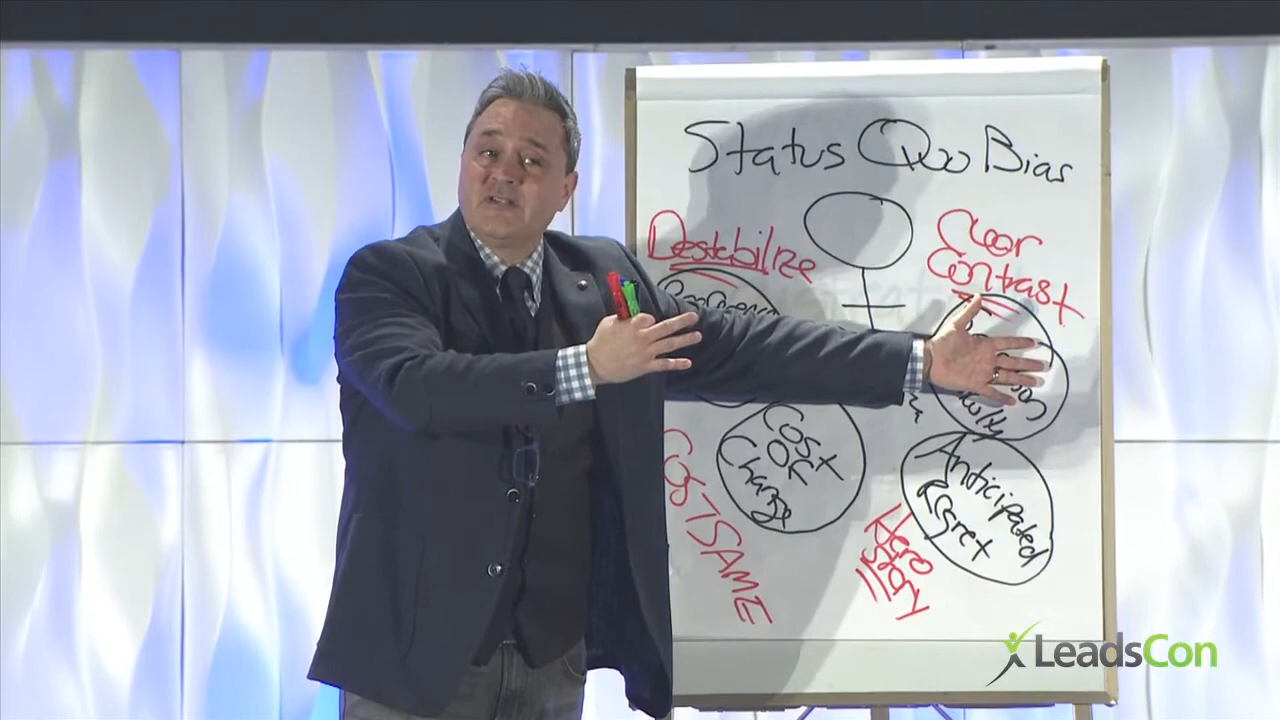 Status Quo Bias
Destabilize
Clear
Contrast
Cost
of
Change
Anticipated
Regret
COST SAME
Hero
Story
LeadsCon